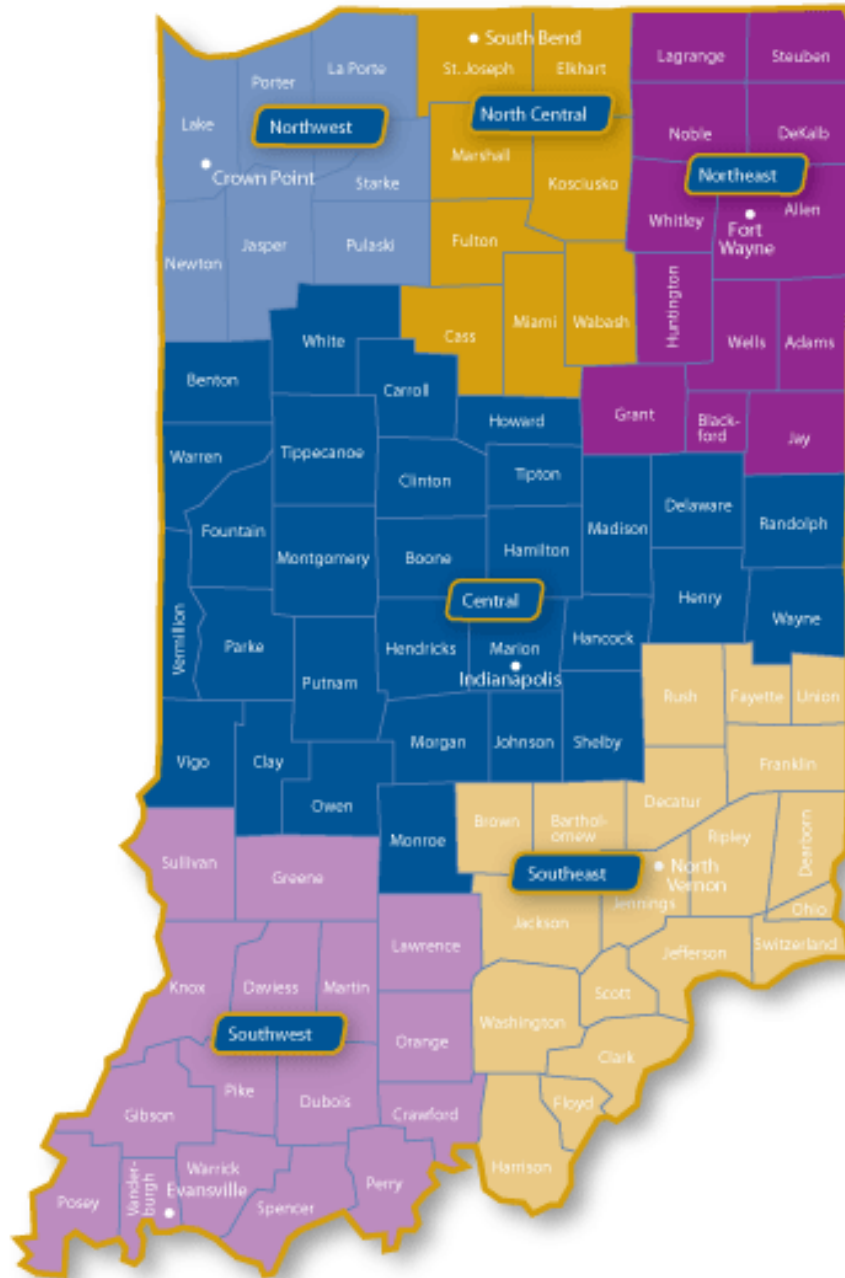 South Bend
Lagrange
Steuben
La Porte
St. Joseph
Elkhart
Porter
North Central
Lake
Northwest
Noble
DeKalb
Marshall
Crown Point
Starke
Kosciusko
Northeast
Allen
Whitley
Fort
Wayne
Newton
Jasper
Pulaski
Fulton
Huntington
White
Cass
Miami
Wabash
Wells
Adams
Benton
Carroll
Howard
Grant
Black-
ford
Jay
Warren
Tippecanoe
Clinton
Tipton
Delaware
Randolph
Fountain
Montgomery
Boone
Hamilton
Madison
Central
Henry
Wayne
Vermillion
Parke
Putnam
Hendricks
Marion
Indianapolis
Hancock
Rush
Fayette
Union
Vigo
Clay
Morgan
Johnson
Shelby
Franklin
Owen
Monroe
Brown
Barthol-
omew
Decatur
Ripley
Dearborn
Sullivan
Greene
Southeast
North
Vernon
Jennings
Ohio
Jackson
Lawrence
Jefferson
Switzerland
Knox
Daviess
Martin
Scott
Southwest
Orange
Washington
Clark
Gibson
Pike
Dubois
Crawford
Floyd
Posey
Vander-
burgh
Warrick
Evansville
Spencer
Perry
Harrison